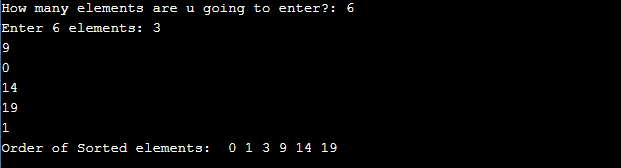 How many elements are u going to enter?: 6
Enter 6 elements: 3
9
0
14
19
1
Order of Sorted elements:  0 1 3 9 14 19